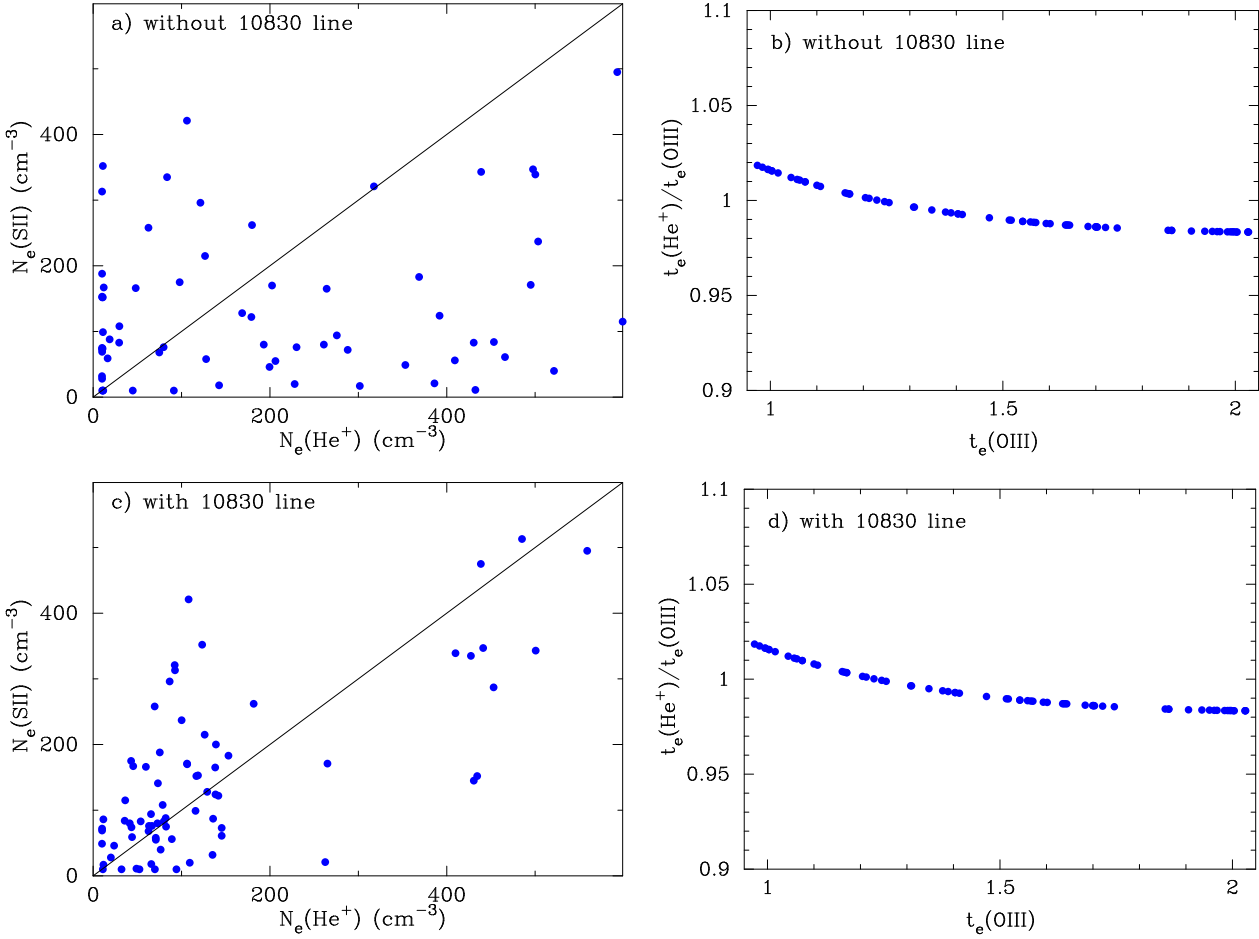 a) without 10830 line
N_e(SII) (cm^{-3})
400
200
0
0
200
400
N_e(He^+) (cm^{-3})
b) without 10830 line
t_e(He^+)/t_e(OIII)
1.1
1.05
1
0.95
0.9
1
1.5
2
t_e(OIII)
c) with 10830 line
N_e(SII) (cm^{-3})
400
200
0
0
200
400
N_e(He^+) (cm^{-3})
d) with 10830 line
t_e(He^+)/t_e(OIII)
1.1
1.05
1
0.95
0.9
1
1.5
2
t_e(OIII)